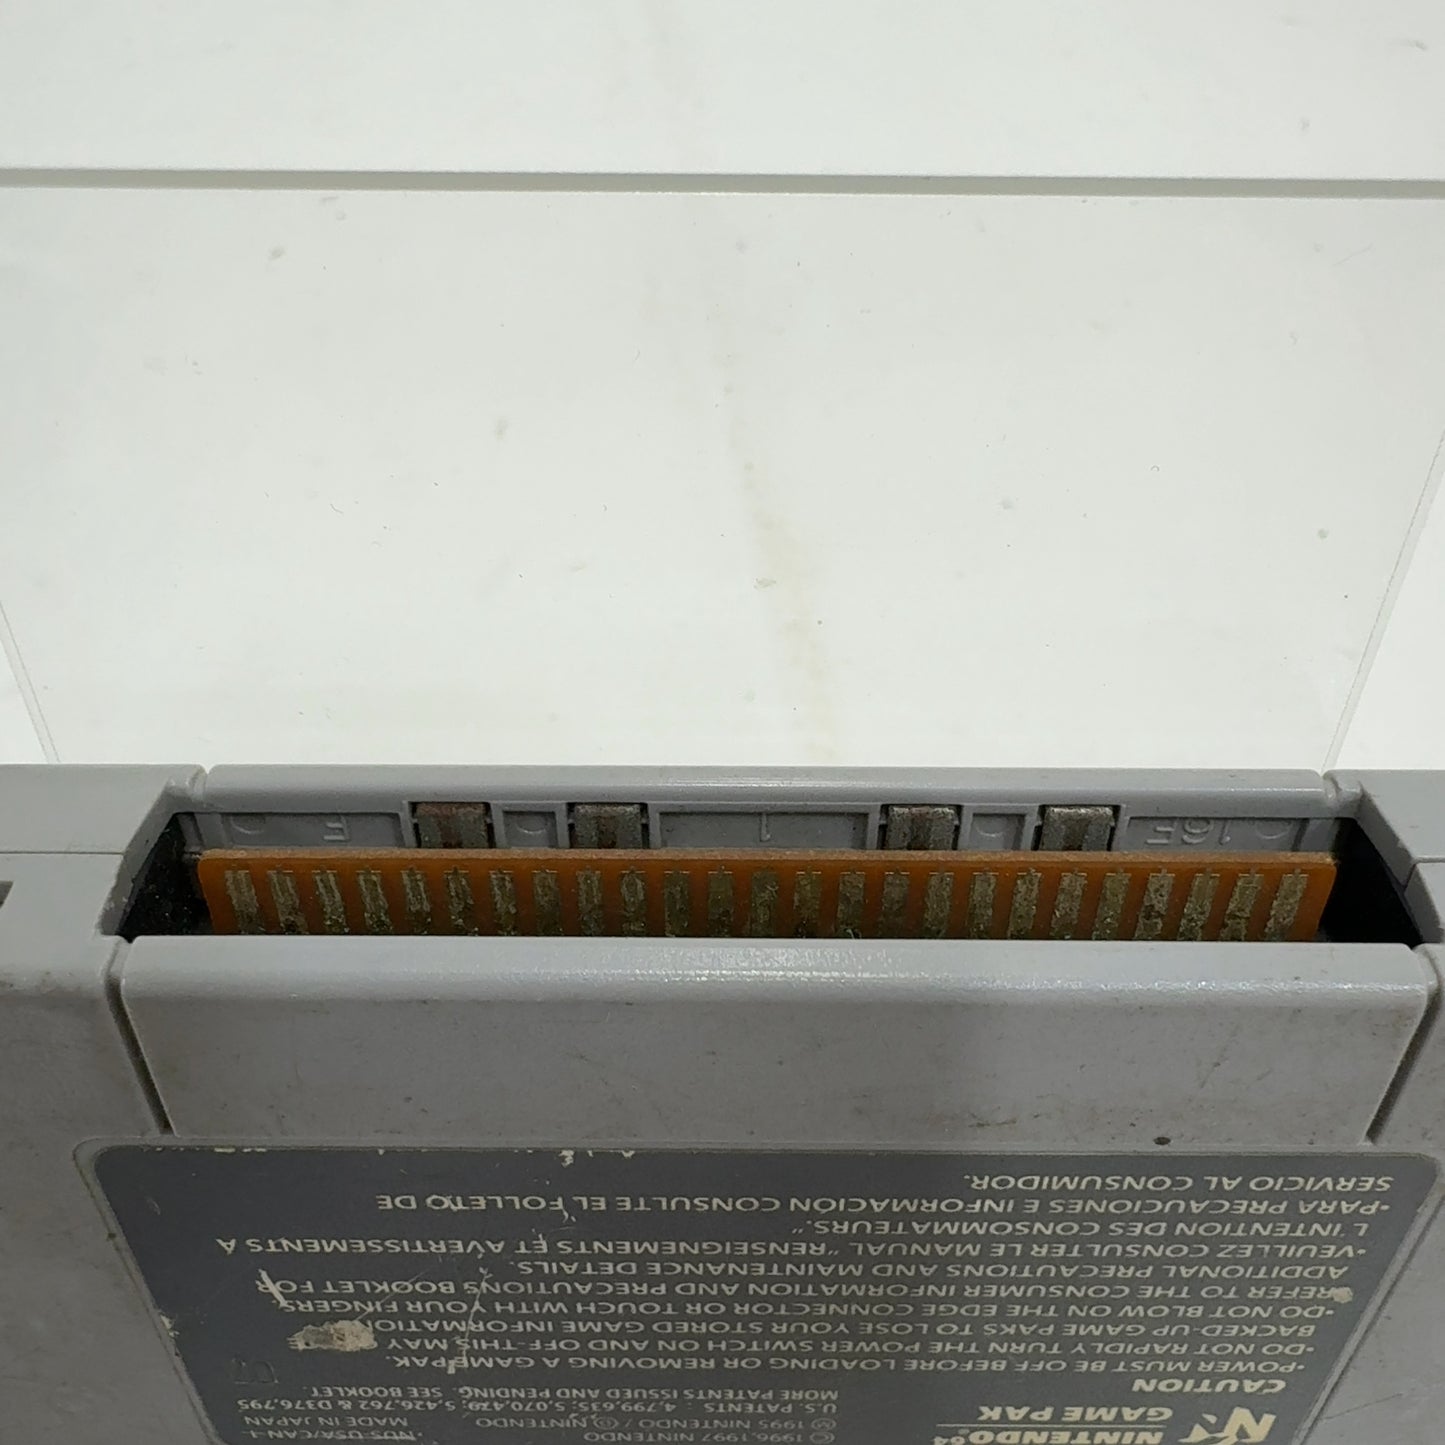 NINTENDO64
GAME PAK
© 1996,1997 NINTENDO
Ⓜ 1995 NINTENDO / Ⓓ NINTENDO
U.S. PATENTS : 4,799,635; 5,070,479; 5,426,762 & D376,795
MORE PATENTS ISSUED AND PENDING. SEE BOOKLET.
•NUS-USA/CAN-1
MADE IN JAPAN
CAUTION
•POWER MUST BE OFF BEFORE LOADING OR REMOVING A GAME PAK.
•DO NOT RAPIDLY TURN THE POWER SWITCH ON AND OFF-THIS MAY
BACKED-UP GAME PAKS TO LOSE YOUR STORED GAME INFORMATION
•DO NOT BLOW ON THE EDGE CONNECTOR OR TOUCH WITH YOUR FINGERS.
REFER TO THE CONSUMER INFORMATION AND PRECAUTIONS BOOKLET FOR
ADDITIONAL PRECAUTIONS AND MAINTENANCE DETAILS.
•VEUILLEZ CONSULTER LE MANUAL "RENSEIGNEMENTS ET AVERTISSEMENTS À
L'INTENTION DES CONSOMMATEURS."
•PARA PRECAUCIONES E INFORMACIÓN CONSULTE EL FOLLETO DE
SERVICIO AL CONSUMIDOR.
16F
1
F